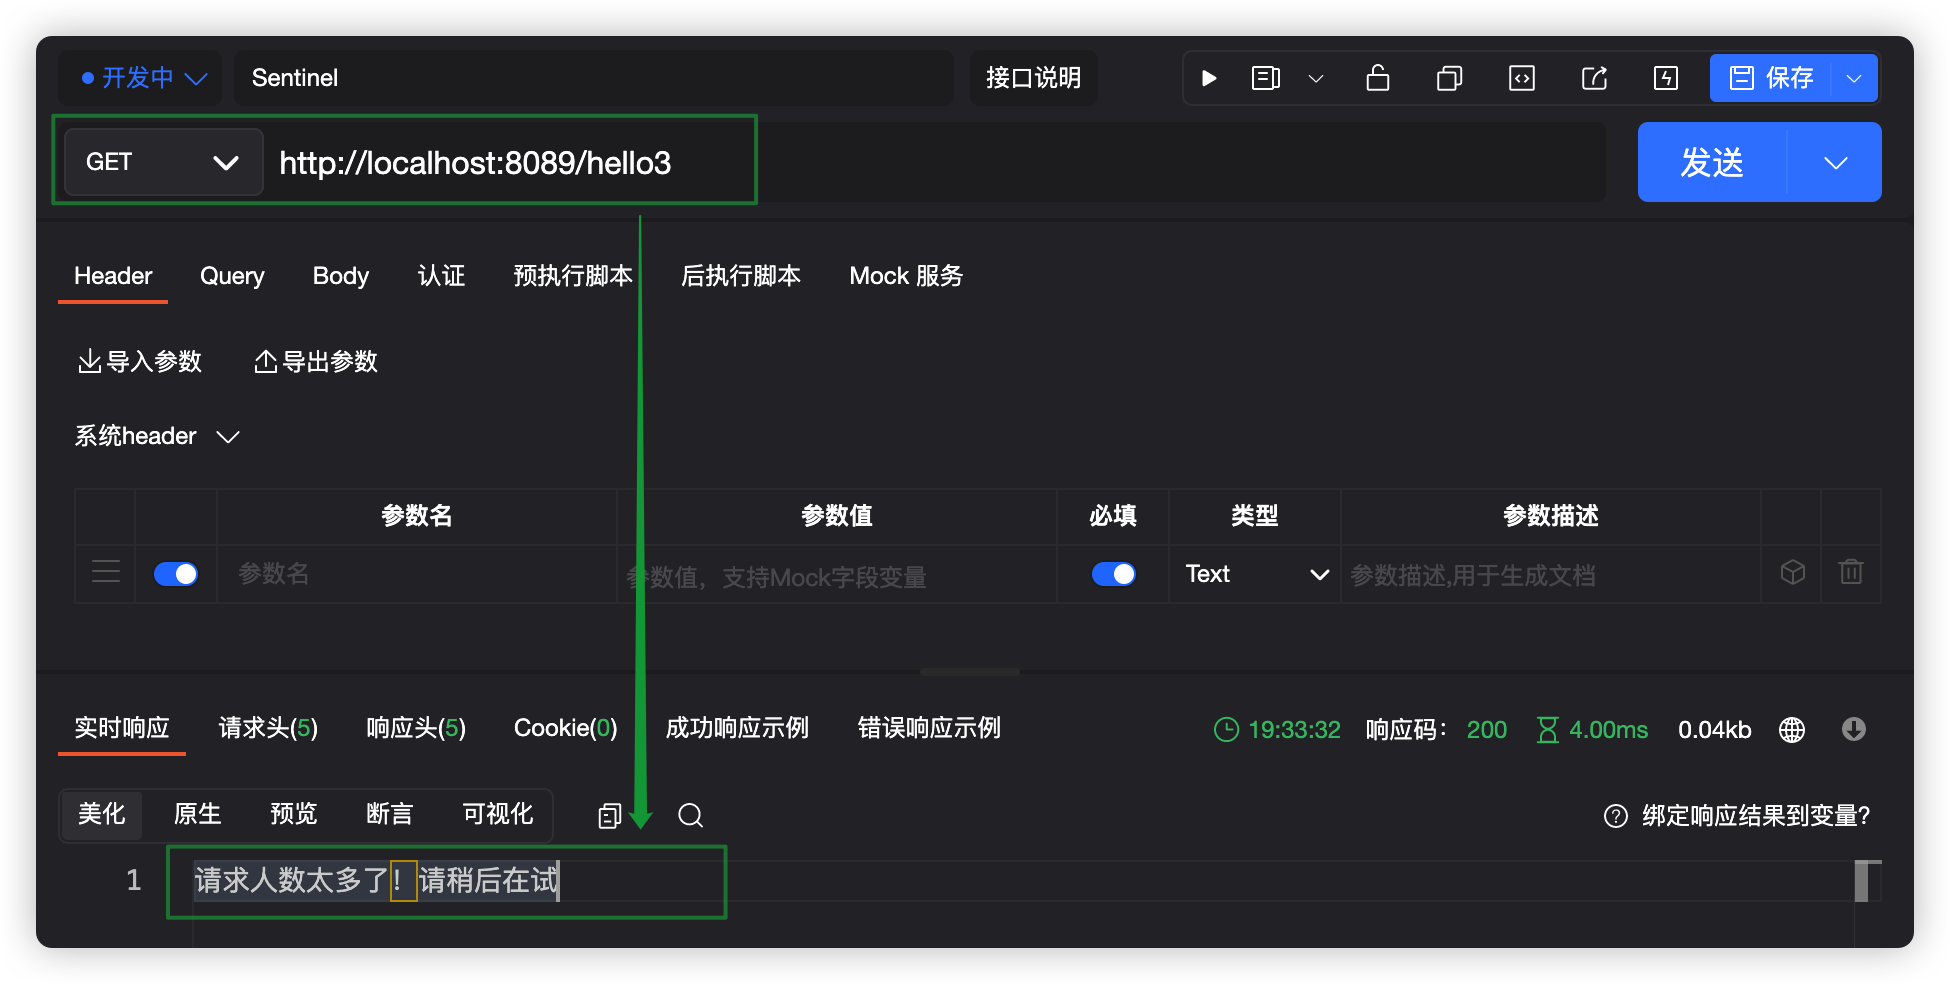 开发中 Sentinel 接口说明 保存
GET http://localhost:8089/hello3 发送
Header Query Body 认证 预执行脚本 后执行脚本 Mock 服务
导入参数 导出参数
系统header
参数名 参数值 必填 类型 参数描述
参数名 参数值，支持Mock字段变量 Text 参数描述,用于生成文档
实时响应 请求头(5) 响应头(5) Cookie(0) 成功响应示例 错误响应示例 19:33:32 响应码： 200 4.00ms 0.04kb
美化 原生 预览 断言 可视化 绑定响应结果到变量?
1 请求人数太多了！请稍后在试